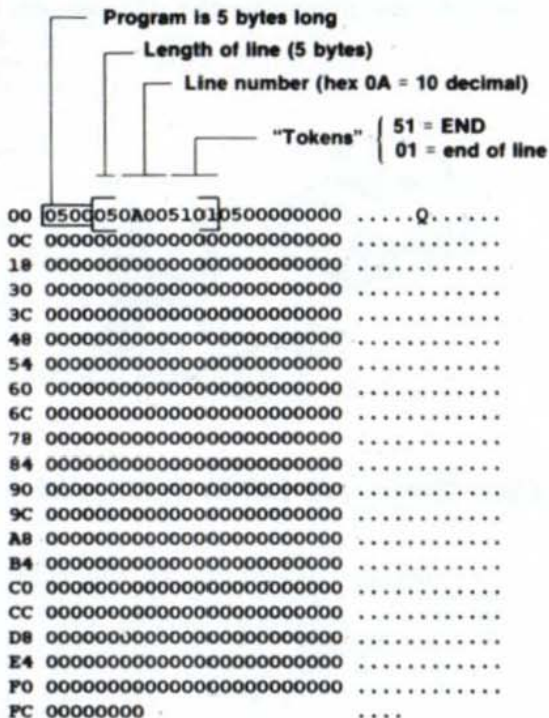 Program is 5 bytes long
Length of line (5 bytes)
Line number (hex 0A = 10 decimal)
"Tokens" { 51 = END
01 = end of line
00 0500050A0051010500000000 .....Q......
0C 000000000000000000000000 ............
18 000000000000000000000000 ............
30 000000000000000000000000 ............
3C 000000000000000000000000 ............
48 000000000000000000000000 ............
54 000000000000000000000000 ............
60 000000000000000000000000 ............
6C 000000000000000000000000 ............
78 000000000000000000000000 ............
84 000000000000000000000000 ............
90 000000000000000000000000 ............
9C 000000000000000000000000 ............
A8 000000000000000000000000 ............
B4 000000000000000000000000 ............
C0 000000000000000000000000 ............
CC 000000000000000000000000 ............
D8 000000000000000000000000 ............
E4 000000000000000000000000 ............
F0 000000000000000000000000 ............
FC 00000000 ....